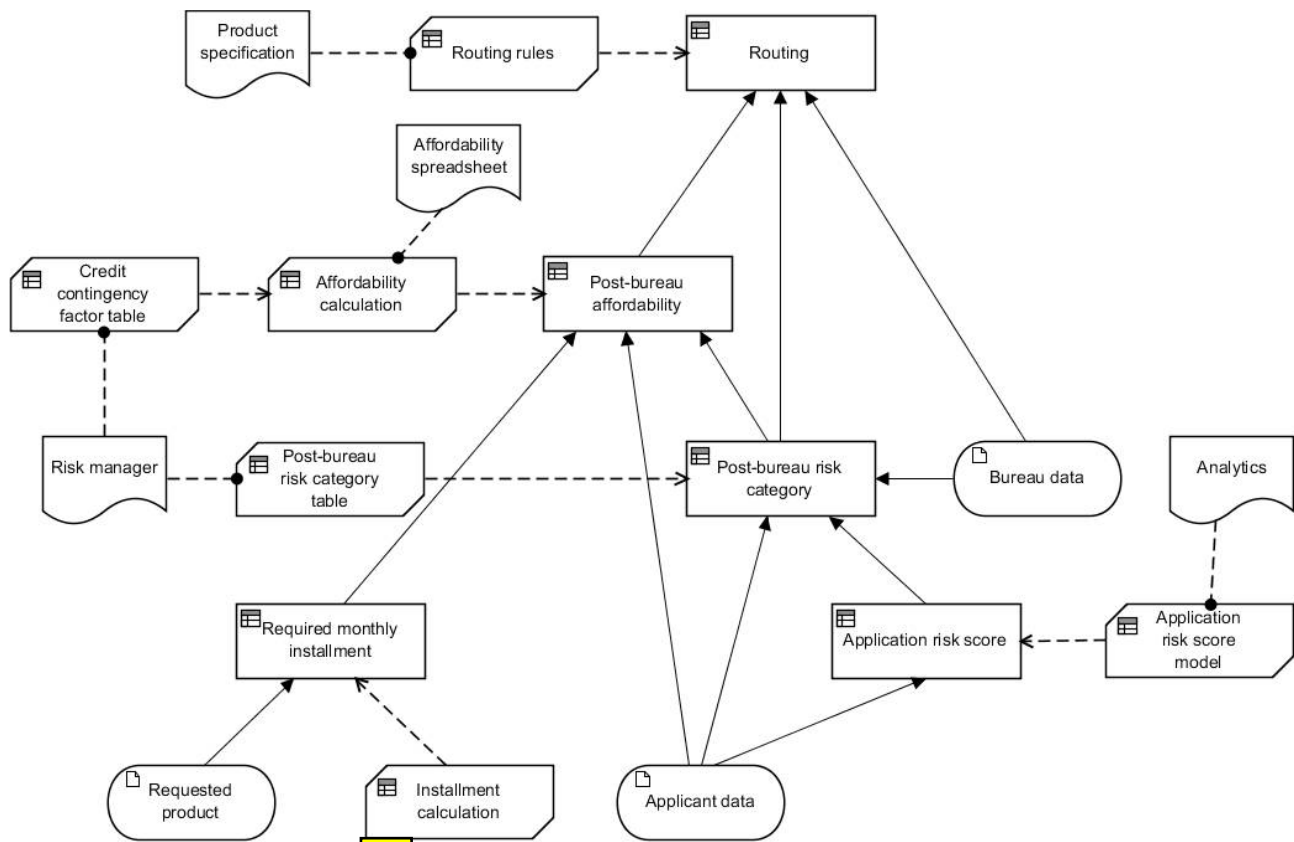 Product
specification
Routing rules
Routing
Affordability
spreadsheet
Credit
contingency
factor table
Affordability
calculation
Post-bureau
affordability
Risk manager
Post-bureau
risk category
table
Post-bureau risk
category
Bureau data
Analytics
Required monthly
installment
Application risk score
Application
risk score
model
Requested
product
Installment
calculation
Applicant data